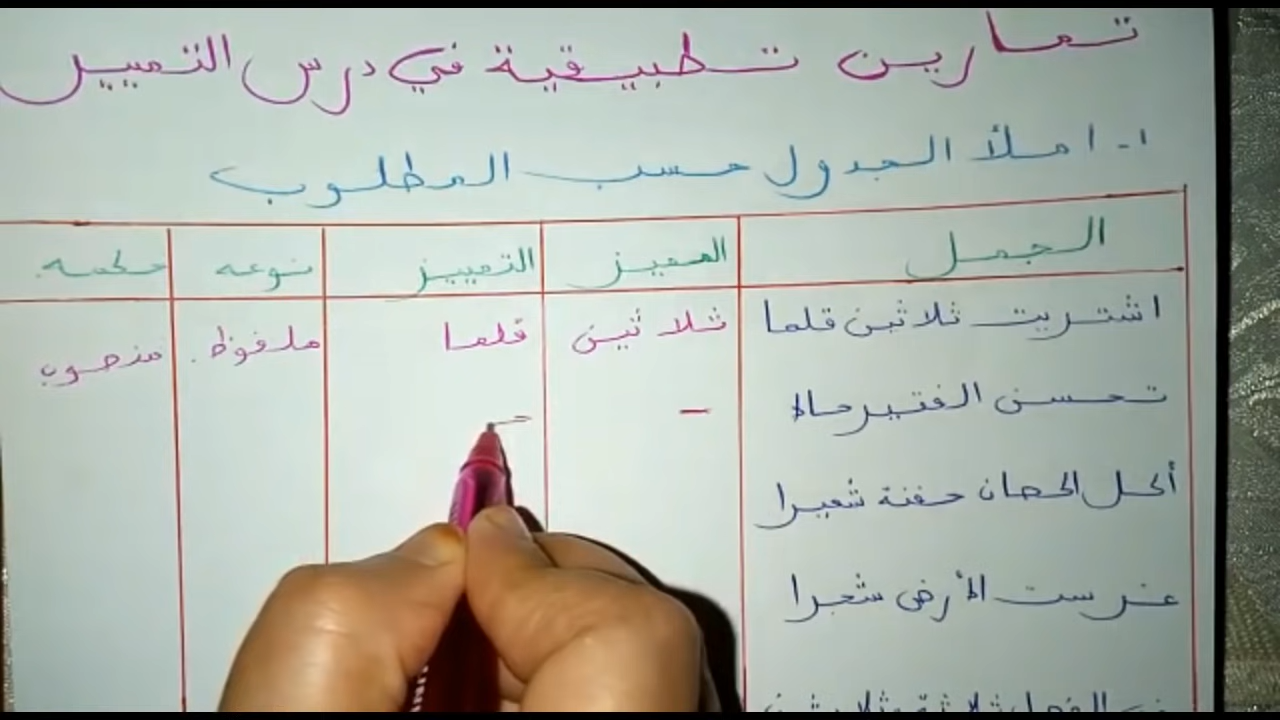 تمارين تطبيقية في درس التمييز
1- املأ الجدول حسب المطلوب
الجمل المميز التمييز نوعه حكمه
اشتريت ثلاثين قلما ثلاثين قلما ملفوظ منصوب
تحسن الفقير حالا -
أكل الحصان حفنة شعيرا
غرست الأرض شجرا